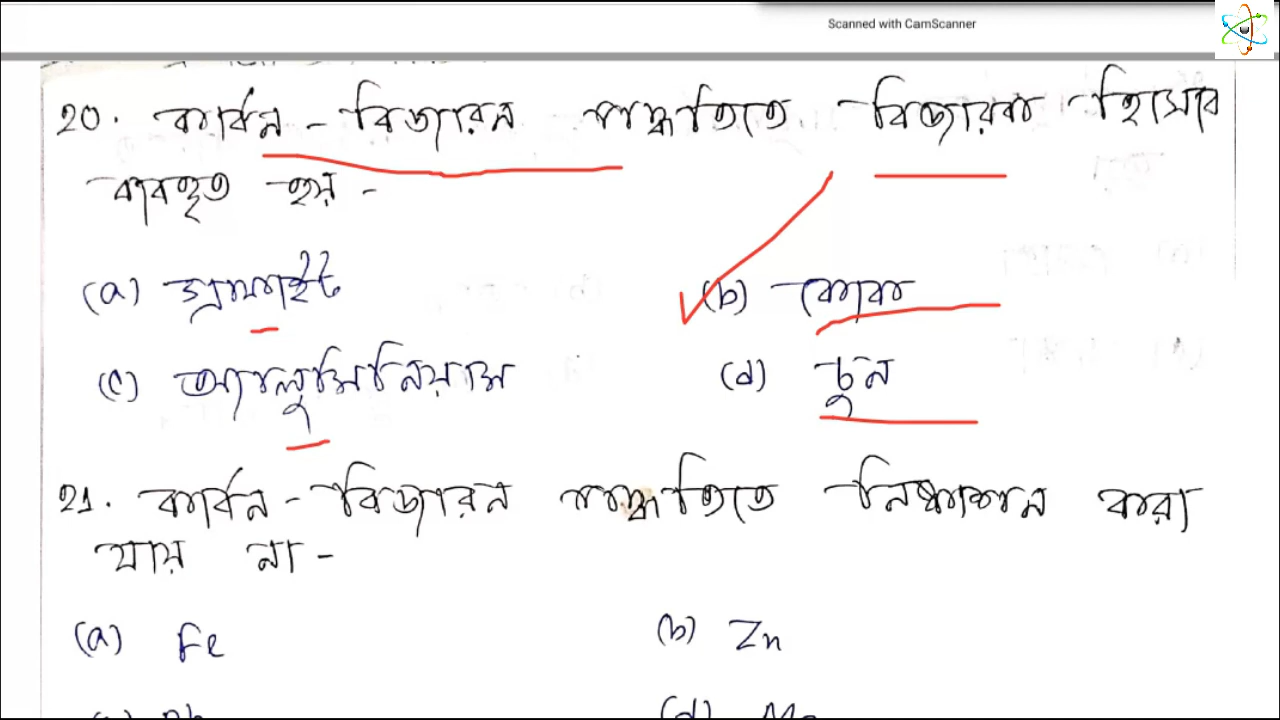 Scanned with CamScanner
20. কার্বন - বিজারন পদ্ধতিতে বিজারক হিসেবে
ব্যবহৃত হয় -
(a) গ্রাফাইট (b) কোক
(c) অ্যালুমিনিয়াম (d) চুন
21. কার্বন - বিজারন পদ্ধতিতে নিষ্কাশন করা
যায় না -
(a) Fe (b) Zn
(d)